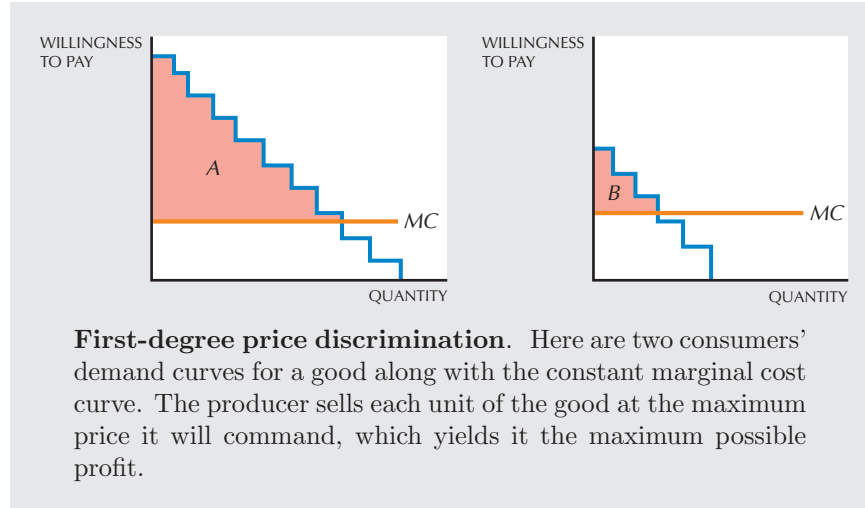 WILLINGNESS
TO PAY
A
MC
QUANTITY
WILLINGNESS
TO PAY
B
MC
QUANTITY
First-degree price discrimination. Here are two consumers’
demand curves for a good along with the constant marginal cost
curve. The producer sells each unit of the good at the maximum
price it will command, which yields it the maximum possible
profit.